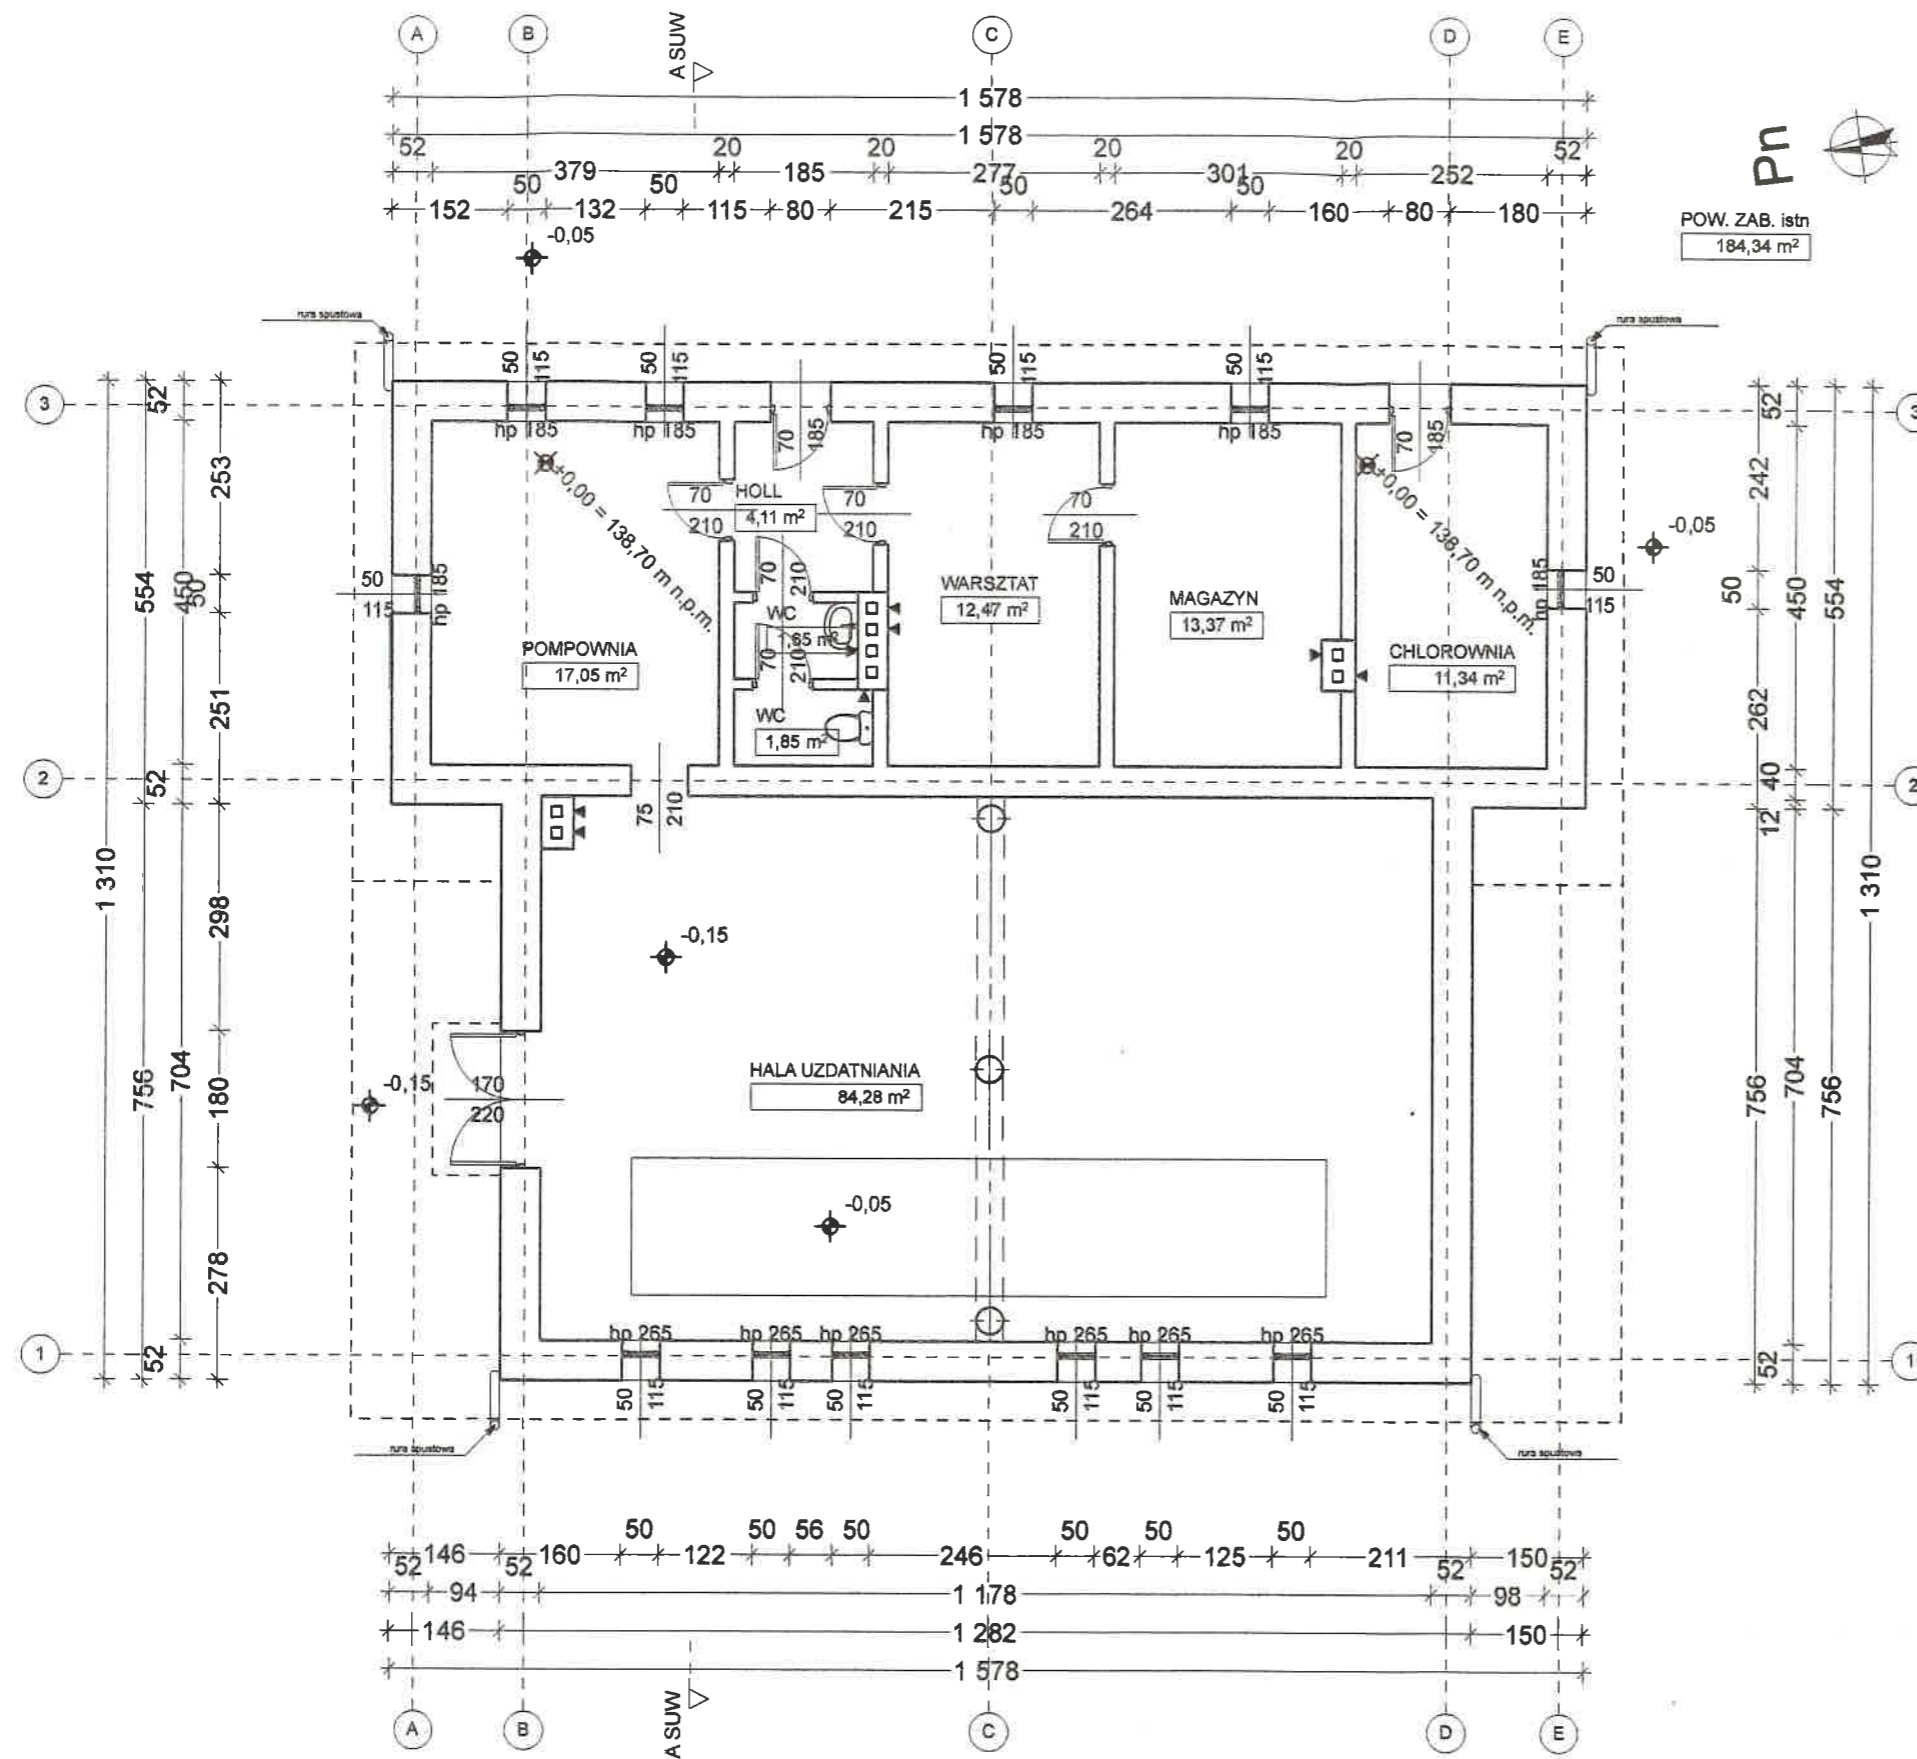 A
B
C
D
E
A SUW
1 578
1 578
52
20
20
20
20
52
379
185
277
301
252
50
50
50
50
152
132
115
80
215
264
160
80
180
-0,05
Pn
POW. ZAB. istn
184,34 m²
rura spustowa
rura spustowa
50
115
50
115
50
115
50
115
3
3
hp 185
hp 185
hp 185
hp 185
70
185
70
185
+0,00 = 138,70 m n.p.m.
+0,00 = 138,70 m n.p.m.
HOLL
4,11 m²
70
210
70
210
70
210
-0,05
50
115
hp 185
hp 185
50
115
70
210
WC
1,65 m²
70
210
WC
1,85 m²
WARSZTAT
12,47 m²
MAGAZYN
13,37 m²
POMPOWNIA
17,05 m²
CHLOROWNIA
11,34 m²
2
2
75
210
1 310
554
756
52
450
52
704
52
253
50
251
298
180
278
52
242
50
262
40
12
756
52
450
704
554
756
1 310
-0,15
-0,15
170
220
HALA UZDATNIANIA
84,28 m²
-0,05
1
1
hp 265
hp 265
hp 265
hp 265
hp 265
hp 265
50
115
50
115
50
115
50
115
50
115
50
115
rura spustowa
rura spustowa
50
50
56
50
50
50
50
146
160
122
246
62
125
211
150
52
52
52
52
94
1 178
98
146
1 282
150
1 578
A SUW
A
B
C
D
E